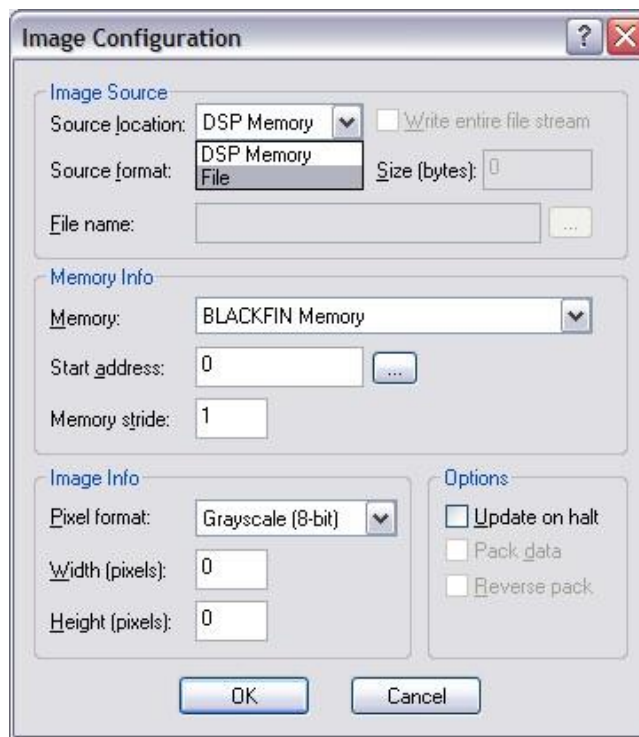 Image Configuration
Image Source
Source location: DSP Memory Write entire file stream
DSP Memory
Source format: File Size (bytes): 0
File name: ...
Memory Info
Memory: BLACKFIN Memory
Start address: 0 ...
Memory stride: 1
Image Info
Pixel format: Grayscale (8-bit)
Width (pixels): 0
Height (pixels): 0
Options
Update on halt
Pack data
Reverse pack
OK Cancel